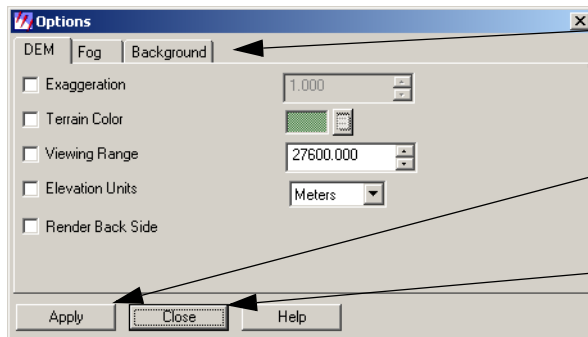 Options
DEM Fog Background
Exaggeration 1.000
Terrain Color
Viewing Range 27600.000
Elevation Units Meters
Render Back Side
Apply Close Help